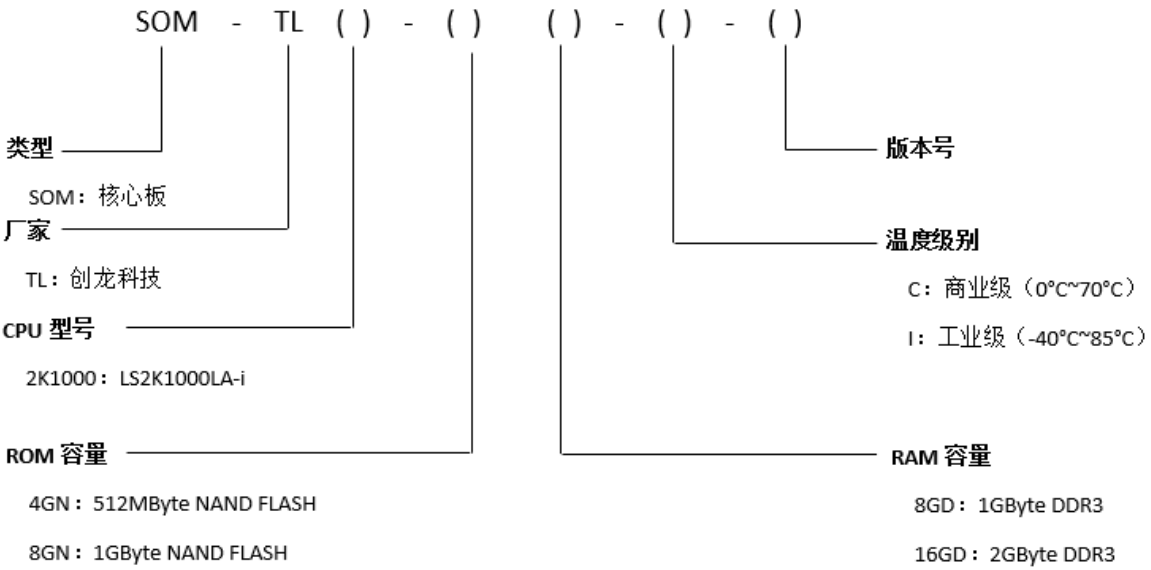 SOM - TL ( ) - ( ) ( ) - ( ) - ( )
类型
SOM：核心板
厂家
TL：创龙科技
CPU 型号
2K1000：LS2K1000LA-i
ROM 容量
4GN：512MByte NAND FLASH
8GN：1GByte NAND FLASH
版本号
温度级别
C：商业级（0°C~70°C）
I：工业级（-40°C~85°C）
RAM 容量
8GD：1GByte DDR3
16GD：2GByte DDR3